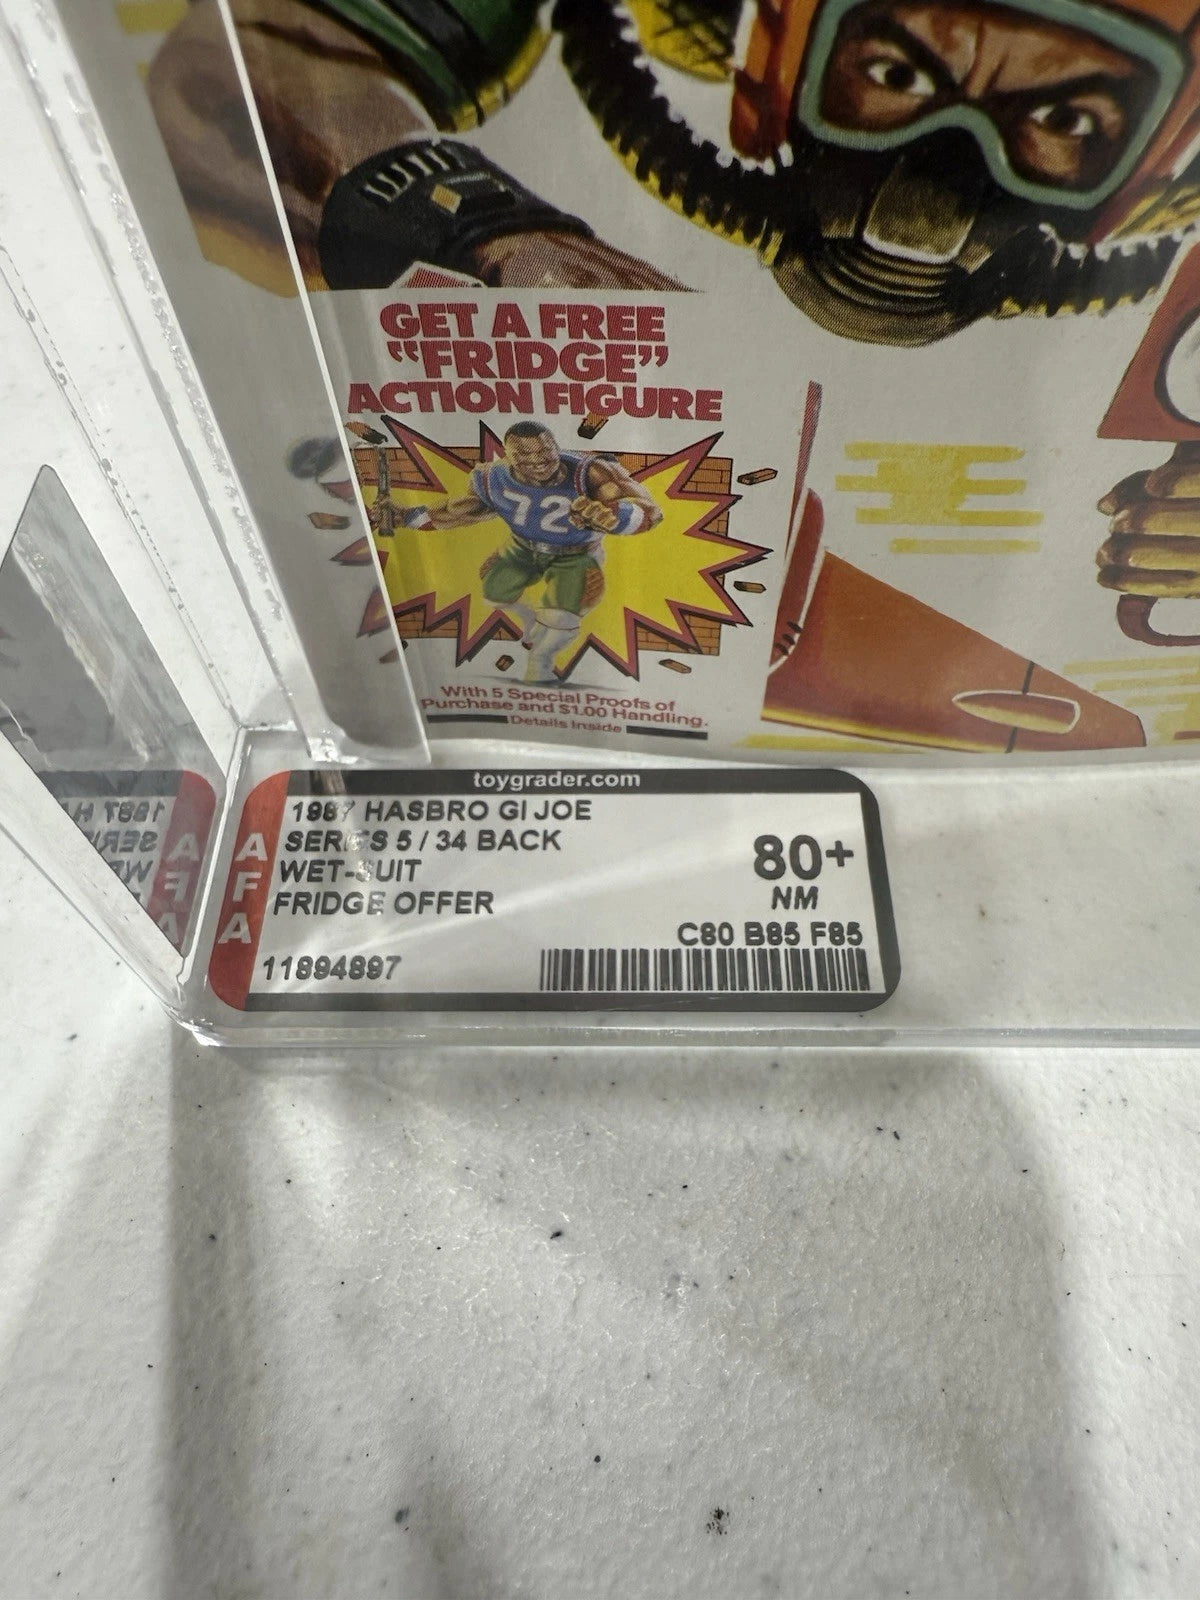 GET A FREE
"FRIDGE"
ACTION FIGURE
72
With 5 Special Proofs of
Purchase and $1.00 Handling.
Details Inside
toygrader.com
AFA
1987 HASBRO GI JOE
SERIES 5 / 34 BACK
WET-SUIT
FRIDGE OFFER
80+
NM
C80 B85 F85
11894897